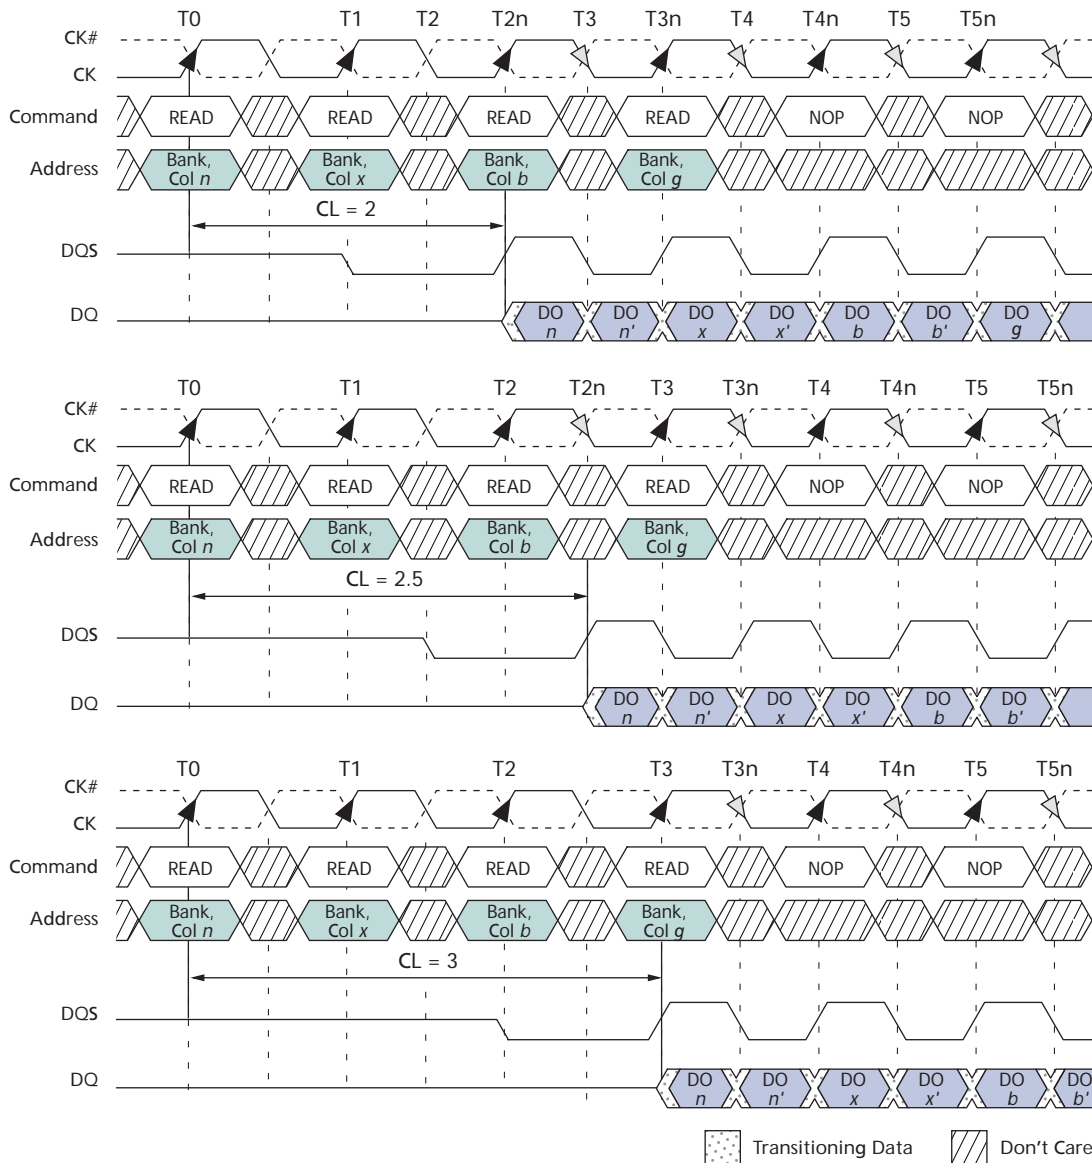 T0 T1 T2 T2n T3 T3n T4 T4n T5 T5n
CK#
CK
Command READ READ READ READ NOP NOP
Address Bank, Col n Bank, Col x Bank, Col b Bank, Col g
CL = 2
DQS
DQ DO n DO n' DO x DO x' DO b DO b' DO g
T0 T1 T2 T2n T3 T3n T4 T4n T5 T5n
CK#
CK
Command READ READ READ READ NOP NOP
Address Bank, Col n Bank, Col x Bank, Col b Bank, Col g
CL = 2.5
DQS
DQ DO n DO n' DO x DO x' DO b DO b'
T0 T1 T2 T3 T3n T4 T4n T5 T5n
CK#
CK
Command READ READ READ READ NOP NOP
Address Bank, Col n Bank, Col x Bank, Col b Bank, Col g
CL = 3
DQS
DQ DO n DO n' DO x DO x' DO b DO b'
Transitioning Data Don't Care